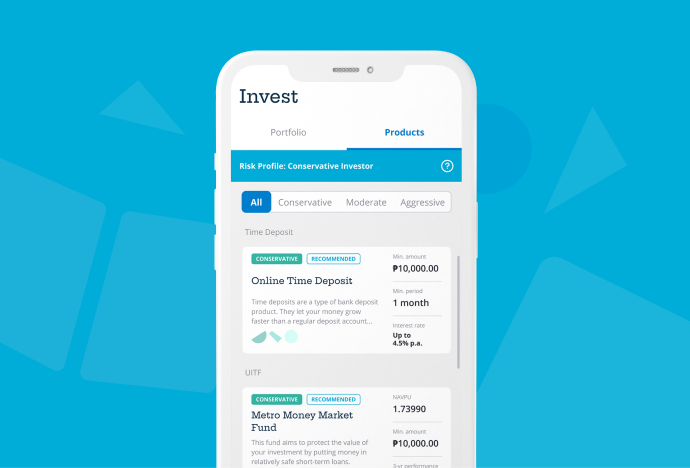 Invest
Portfolio
Products
Risk Profile: Conservative Investor
?
All
Conservative
Moderate
Aggressive
Time Deposit
CONSERVATIVE
RECOMMENDED
Online Time Deposit
Time deposits are a type of bank deposit
product. They let your money grow
faster than a regular deposit account...
Min. amount
₱10,000.00
Min. period
1 month
Interest rate
Up to
4.5% p.a.
UITF
CONSERVATIVE
RECOMMENDED
Metro Money Market
Fund
This fund aims to protect the value of
your investment by putting money in
relatively safe short-term loans.
NAVPU
1.73990
Min. amount
₱10,000.00
3-yr performance